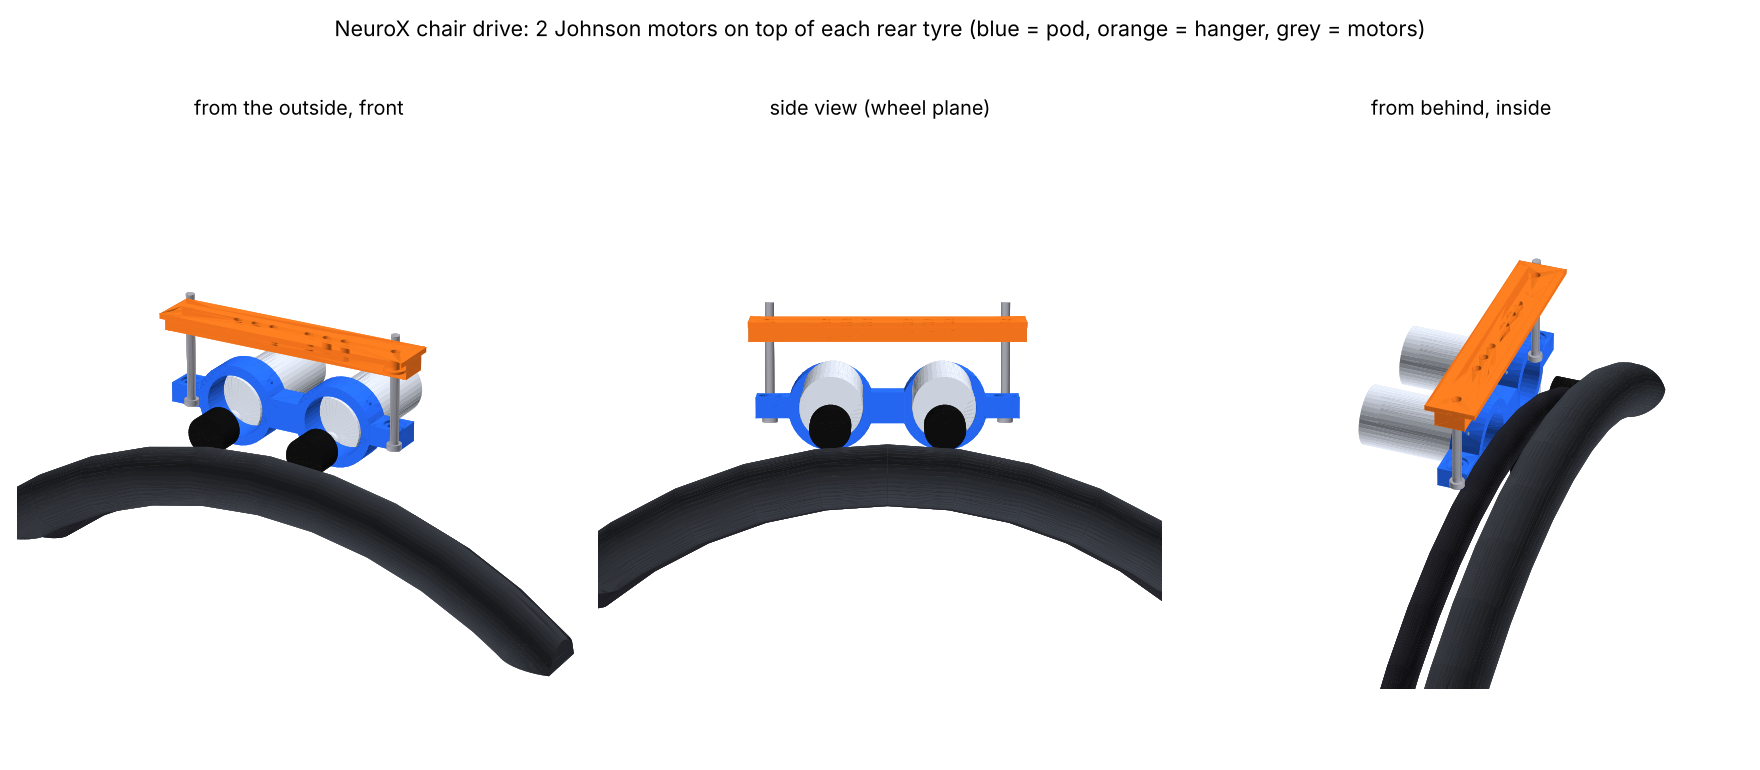 NeuroX chair drive: 2 Johnson motors on top of each rear tyre (blue = pod, orange = hanger, grey = motors)
from the outside, front
side view (wheel plane)
from behind, inside